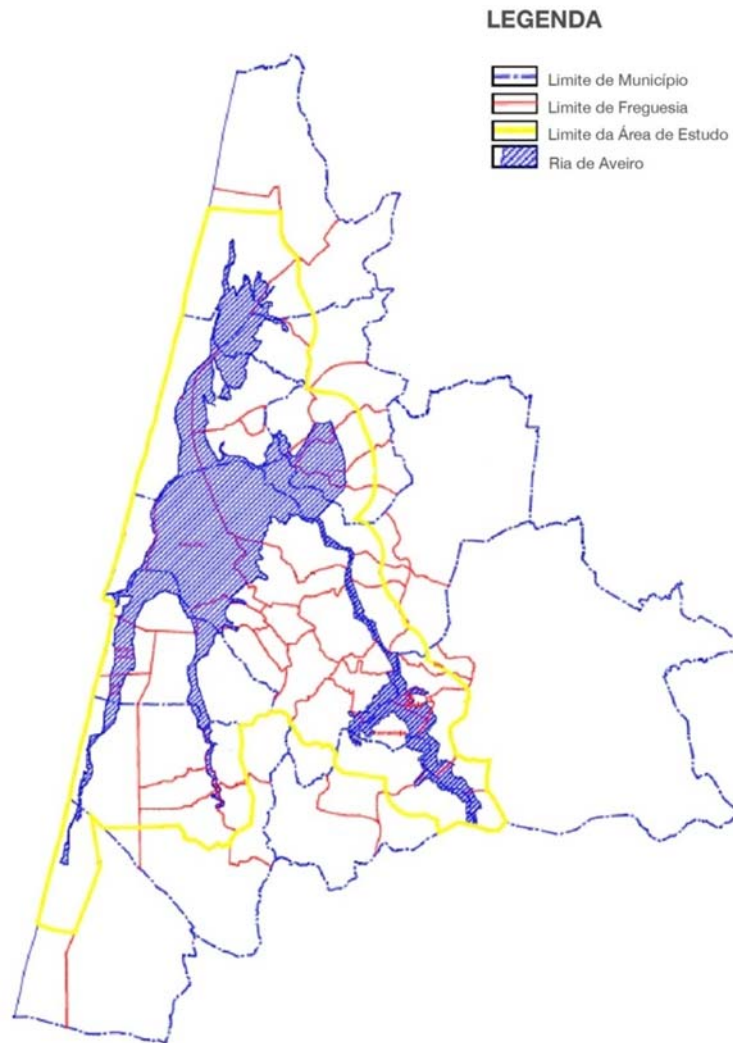 LEGENDA
Limite de Município
Limite de Freguesia
Limite da Área de Estudo
Ria de Aveiro